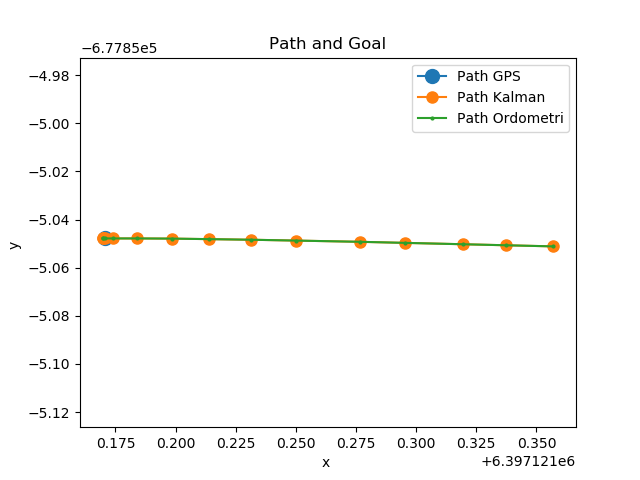 Path and Goal
−6.7785e5
−4.98
−5.00
−5.02
−5.04
−5.06
−5.08
−5.10
−5.12
y
Path GPS
Path Kalman
Path Ordometri
0.175 0.200 0.225 0.250 0.275 0.300 0.325 0.350
x
+6.397121e6